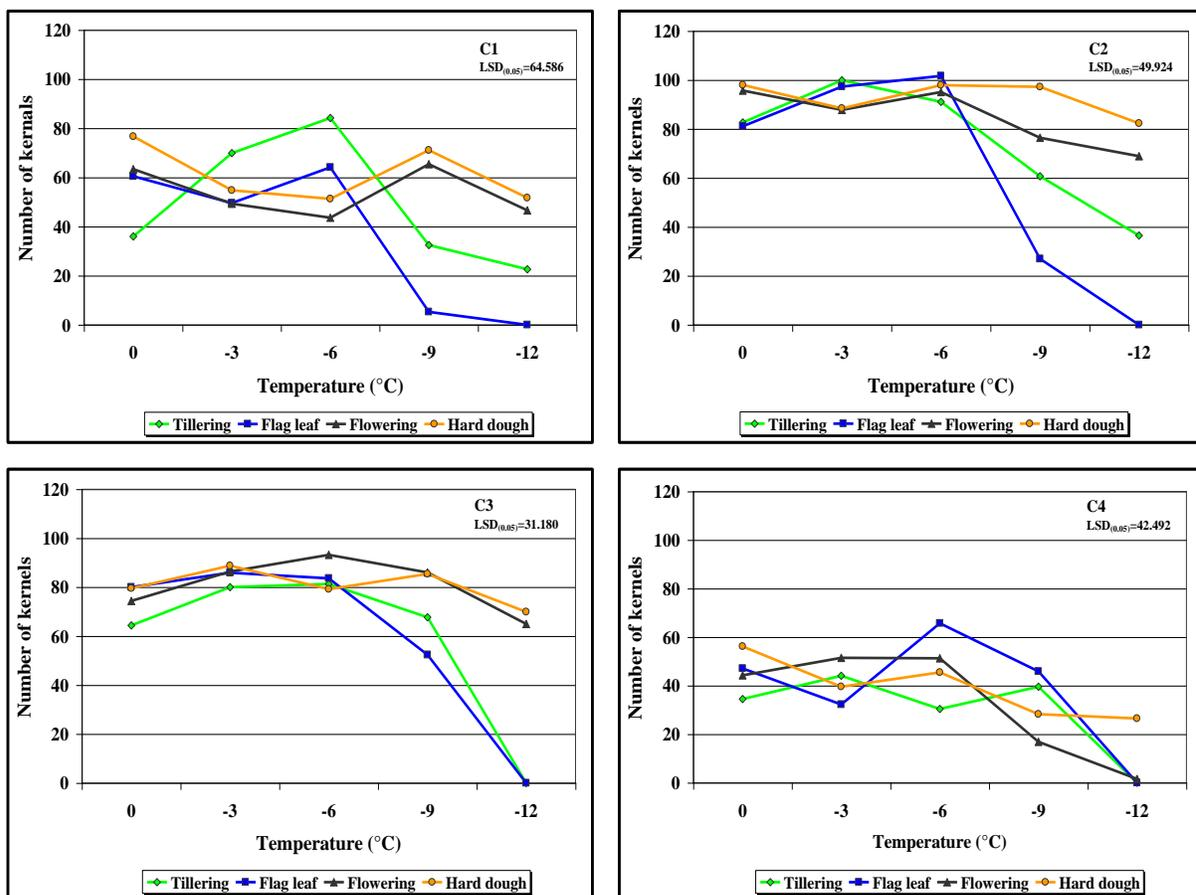 120
100
80
60
40
20
0
Number of kernals
C1
LSD(0.05)=64.586
0 -3 -6 -9 -12
Temperature (°C)
Tillering Flag leaf Flowering Hard dough
120
100
80
60
40
20
0
Number of kernels
C2
LSD(0.05)=49.924
0 -3 -6 -9 -12
Temperature (°C)
Tillering Flag leaf Flowering Hard dough
120
100
80
60
40
20
0
Number of kernels
C3
LSD(0.05)=31.180
0 -3 -6 -9 -12
Temperature (°C)
Tillering Flag leaf Flowering Hard dough
120
100
80
60
40
20
0
Number of kernels
C4
LSD(0.05)=42.492
0 -3 -6 -9 -12
Temperature (°C)
Tillering Flag leaf Flowering Hard dough